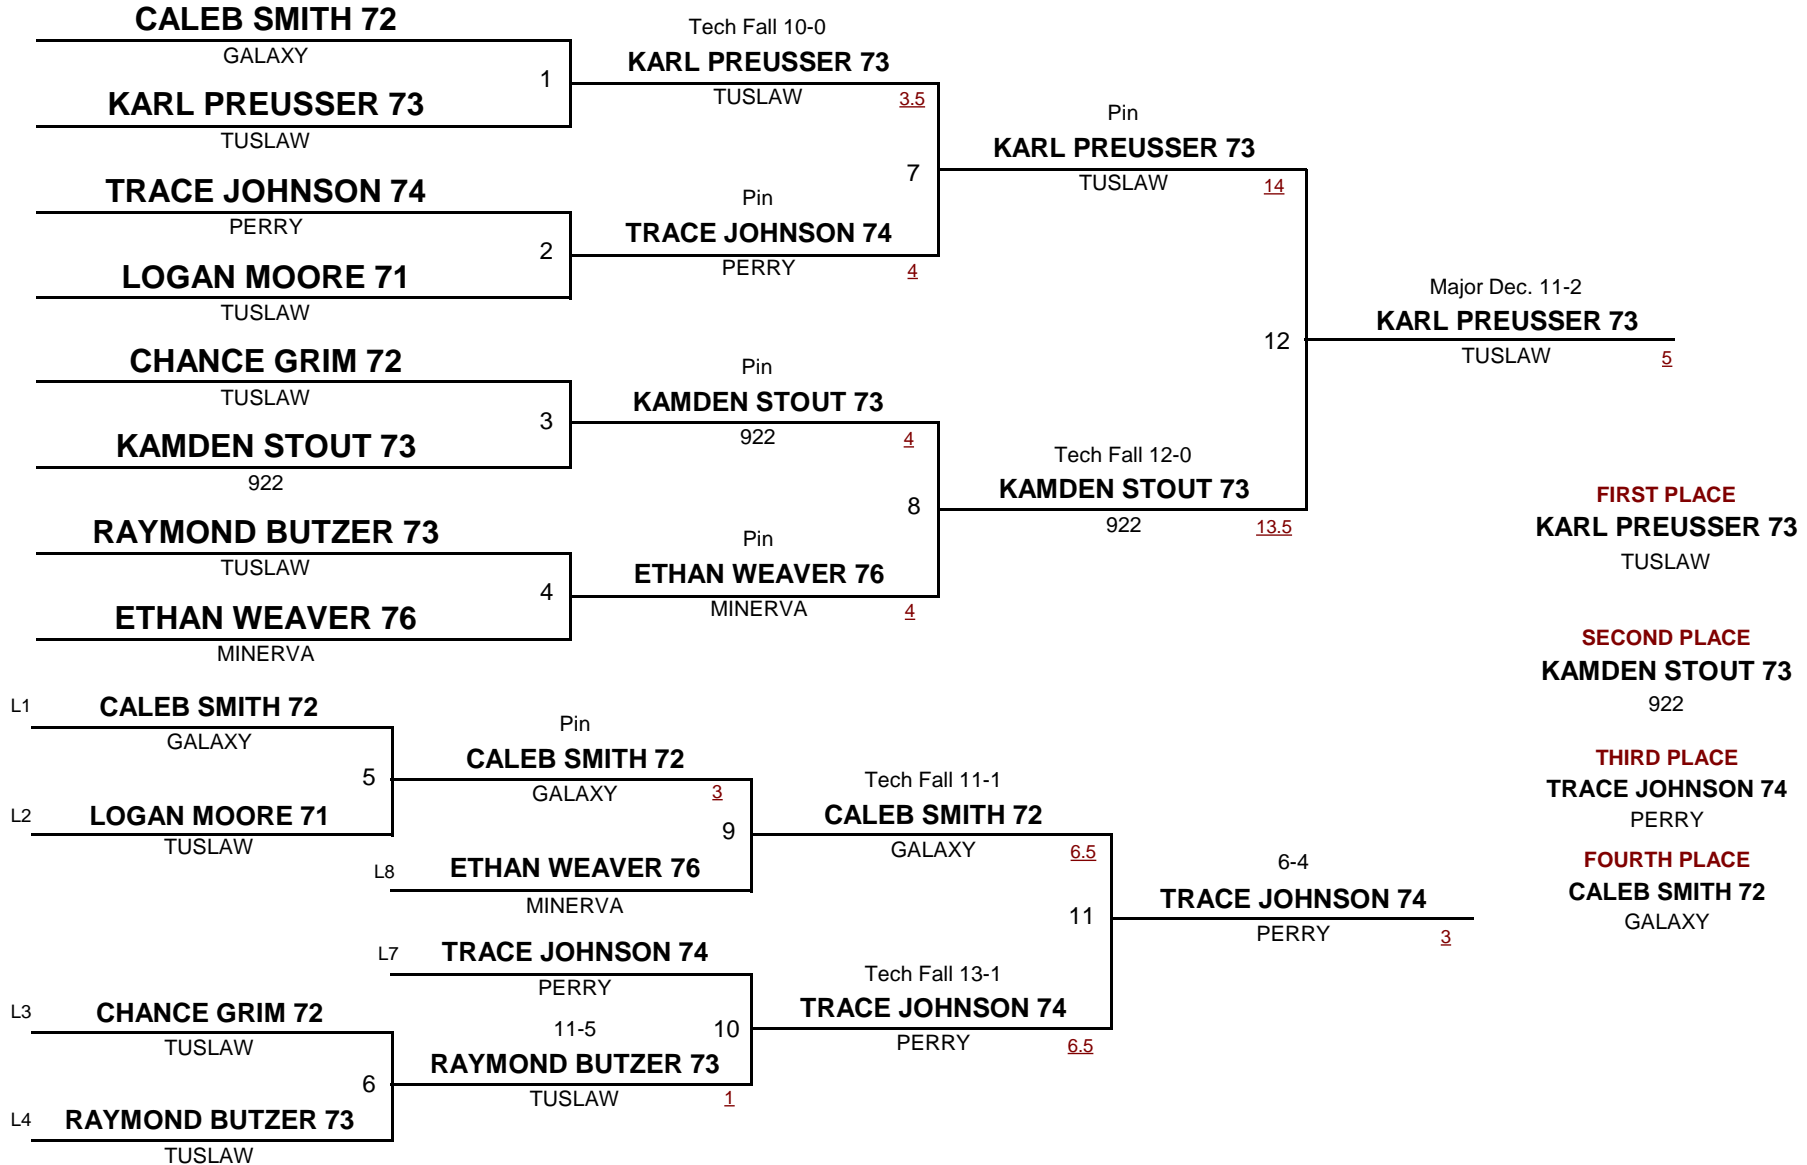 CALEB SMITH 72
GALAXY
1
KARL PREUSSER 73
TUSLAW
TRACE JOHNSON 74
PERRY
2
LOGAN MOORE 71
TUSLAW
CHANCE GRIM 72
TUSLAW
3
KAMDEN STOUT 73
922
RAYMOND BUTZER 73
TUSLAW
4
ETHAN WEAVER 76
MINERVA
Tech Fall 10-0
KARL PREUSSER 73
TUSLAW
3.5
7
Pin
TRACE JOHNSON 74
PERRY
4
Pin
KAMDEN STOUT 73
922
4
8
Pin
ETHAN WEAVER 76
MINERVA
4
Pin
KARL PREUSSER 73
TUSLAW
14
12
Tech Fall 12-0
KAMDEN STOUT 73
922
13.5
Major Dec. 11-2
KARL PREUSSER 73
TUSLAW
5
FIRST PLACE
KARL PREUSSER 73
TUSLAW
SECOND PLACE
KAMDEN STOUT 73
922
THIRD PLACE
TRACE JOHNSON 74
PERRY
FOURTH PLACE
CALEB SMITH 72
GALAXY
L1
CALEB SMITH 72
GALAXY
5
L2
LOGAN MOORE 71
TUSLAW
L3
CHANCE GRIM 72
TUSLAW
6
L4
RAYMOND BUTZER 73
TUSLAW
Pin
CALEB SMITH 72
GALAXY
3
9
L8
ETHAN WEAVER 76
MINERVA
L7
TRACE JOHNSON 74
PERRY
11-5
10
RAYMOND BUTZER 73
TUSLAW
1
Tech Fall 11-1
CALEB SMITH 72
GALAXY
6.5
11
Tech Fall 13-1
TRACE JOHNSON 74
PERRY
6.5
6-4
TRACE JOHNSON 74
PERRY
3